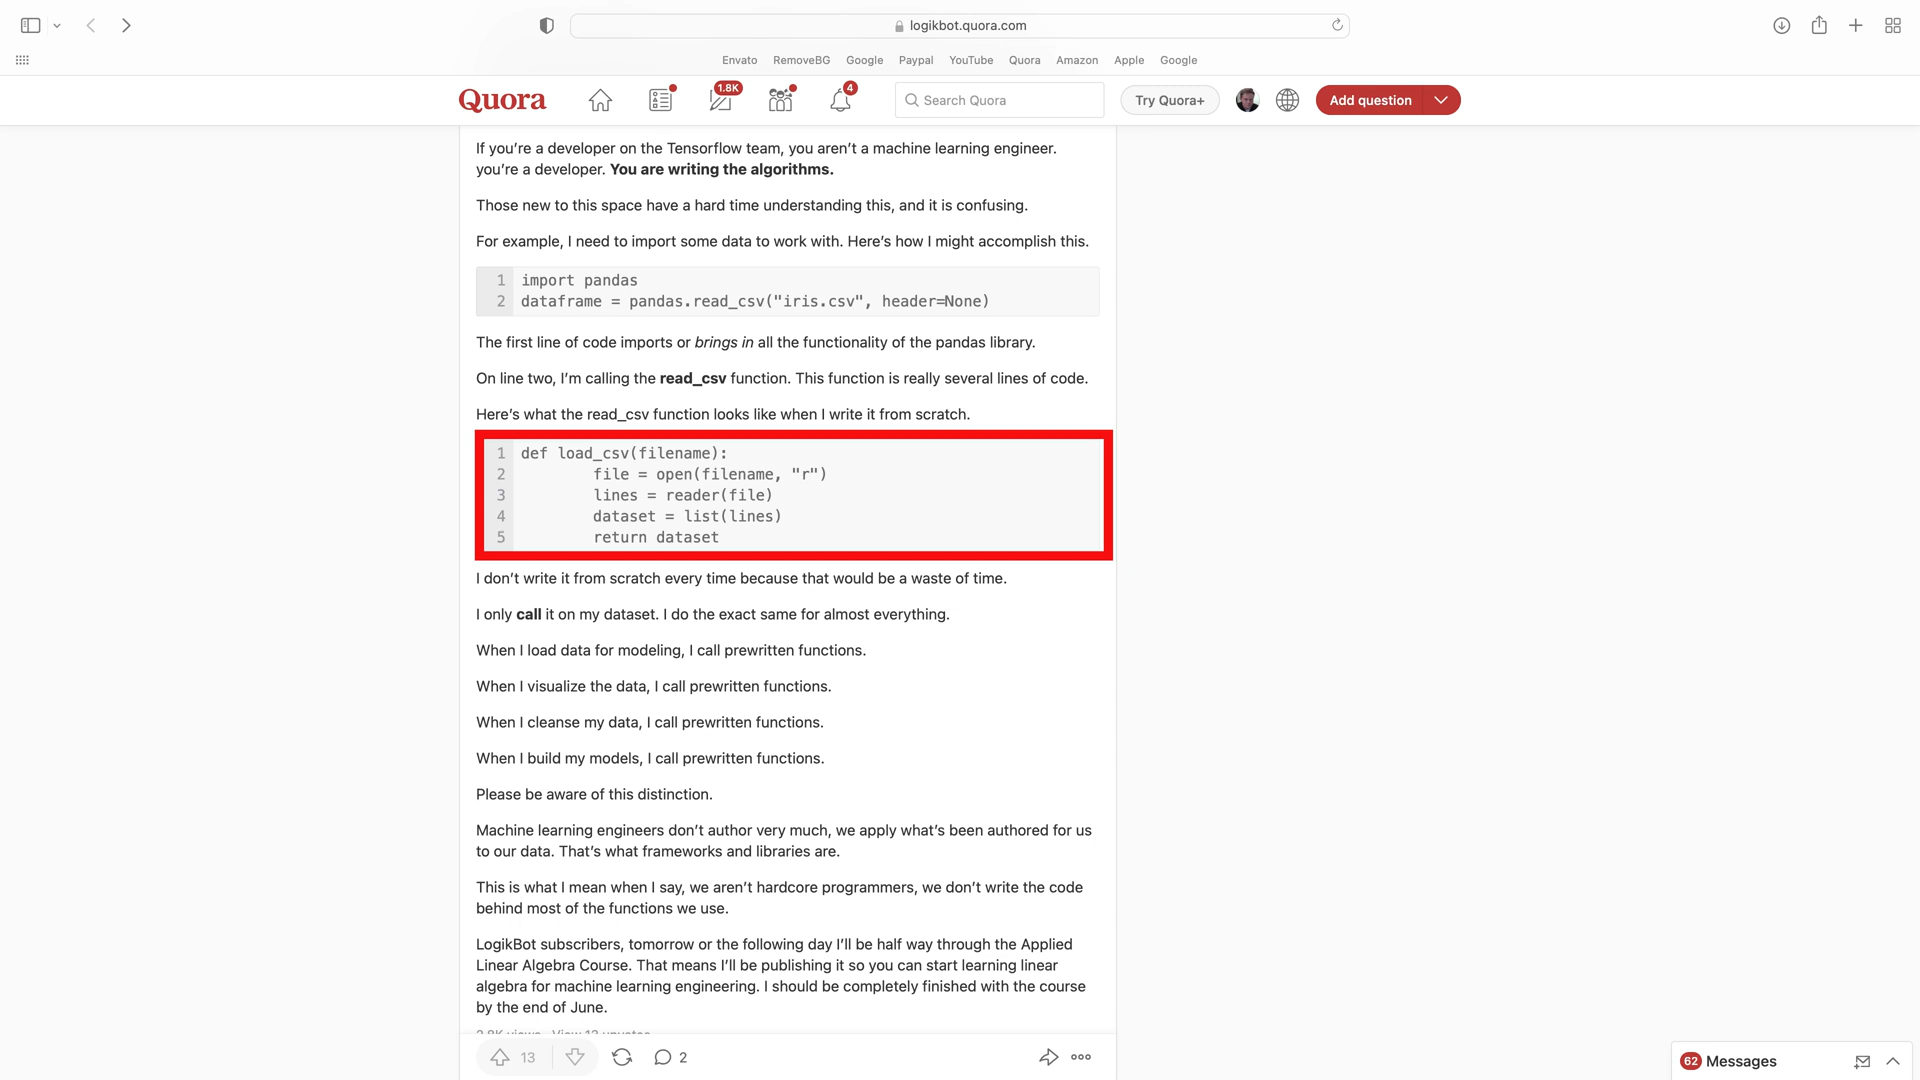 logikbot.quora.com
Envato RemoveBG Google Paypal YouTube Quora Amazon Apple Google
Quora 1.8K 4 Search Quora Try Quora+ Add question
If you’re a developer on the Tensorflow team, you aren’t a machine learning engineer.
you’re a developer. You are writing the algorithms.
Those new to this space have a hard time understanding this, and it is confusing.
For example, I need to import some data to work with. Here’s how I might accomplish this.
1 import pandas
2 dataframe = pandas.read_csv("iris.csv", header=None)
The first line of code imports or brings in all the functionality of the pandas library.
On line two, I’m calling the read_csv function. This function is really several lines of code.
Here’s what the read_csv function looks like when I write it from scratch.
1 def load_csv(filename):
2 file = open(filename, "r")
3 lines = reader(file)
4 dataset = list(lines)
5 return dataset
I don’t write it from scratch every time because that would be a waste of time.
I only call it on my dataset. I do the exact same for almost everything.
When I load data for modeling, I call prewritten functions.
When I visualize the data, I call prewritten functions.
When I cleanse my data, I call prewritten functions.
When I build my models, I call prewritten functions.
Please be aware of this distinction.
Machine learning engineers don’t author very much, we apply what’s been authored for us
to our data. That’s what frameworks and libraries are.
This is what I mean when I say, we aren’t hardcore programmers, we don’t write the code
behind most of the functions we use.
LogikBot subscribers, tomorrow or the following day I’ll be half way through the Applied
Linear Algebra Course. That means I’ll be publishing it so you can start learning linear
algebra for machine learning engineering. I should be completely finished with the course
by the end of June.
13 2
62 Messages